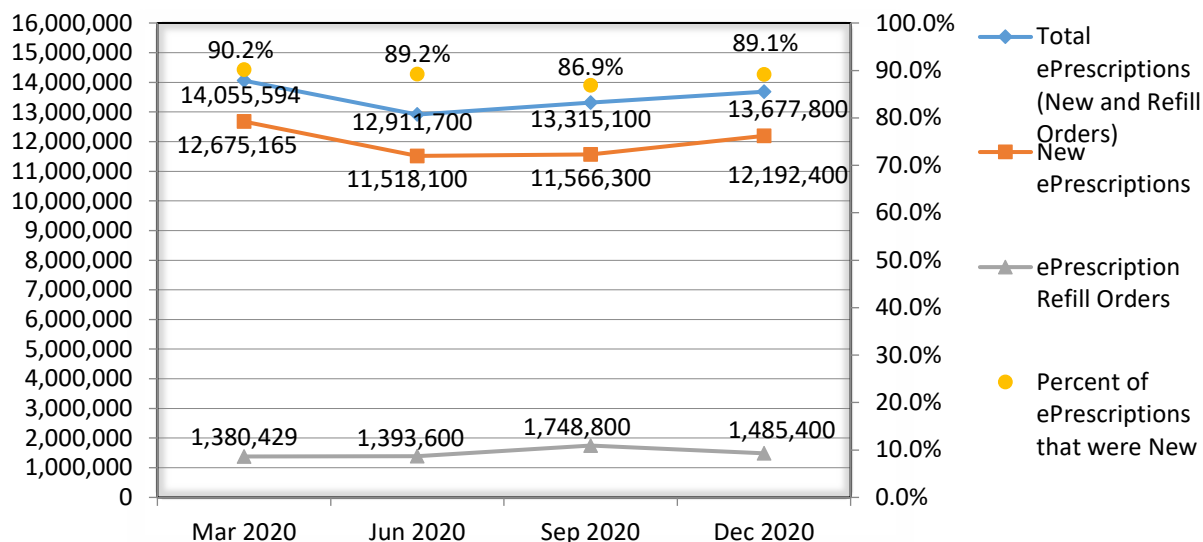 16,000,000
15,000,000
14,000,000
13,000,000
12,000,000
11,000,000
10,000,000
9,000,000
8,000,000
7,000,000
6,000,000
5,000,000
4,000,000
3,000,000
2,000,000
1,000,000
0
90.2%
89.2%
86.9%
89.1%
14,055,594
12,911,700
13,315,100
13,677,800
12,675,165
11,518,100
11,566,300
12,192,400
1,380,429
1,393,600
1,748,800
1,485,400
100.0%
90.0%
80.0%
70.0%
60.0%
50.0%
40.0%
30.0%
20.0%
10.0%
0.0%
Mar 2020
Jun 2020
Sep 2020
Dec 2020
Total
ePrescriptions
(New and Refill
Orders)
New
ePrescriptions
ePrescription
Refill Orders
Percent of
ePrescriptions
that were New